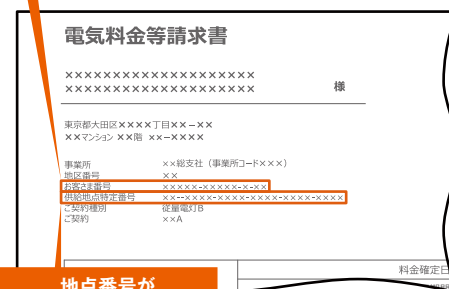 電気料金等請求書
××××××××××××××××××××
××××××××××××××××××××
様
東京都大田区××××丁目××−××
××マンション ××階 ××−××××
事業所 ××総支社（事業所コード×××）
地区番号 ××
お客さま番号 ×××××-×××××-×-××
供給地点特定番号 ××-××××-××××-××××-××××-××××
ご契約種別 従量電灯B
ご契約 ××A
料金確定日
地点番号が